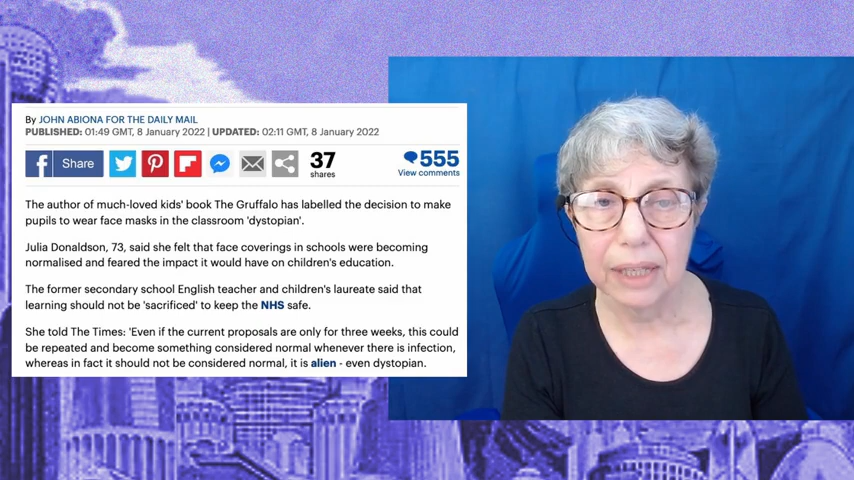 By JOHN ABIONA FOR THE DAILY MAIL
PUBLISHED: 01:49 GMT, 8 January 2022 | UPDATED: 02:11 GMT, 8 January 2022
Share
37
shares
555
View comments
The author of much-loved kids' book The Gruffalo has labelled the decision to make
pupils to wear face masks in the classroom 'dystopian'.
Julia Donaldson, 73, said she felt that face coverings in schools were becoming
normalised and feared the impact it would have on children's education.
The former secondary school English teacher and children's laureate said that
learning should not be 'sacrificed' to keep the NHS safe.
She told The Times: 'Even if the current proposals are only for three weeks, this could
be repeated and become something considered normal whenever there is infection,
whereas in fact it should not be considered normal, it is alien - even dystopian.